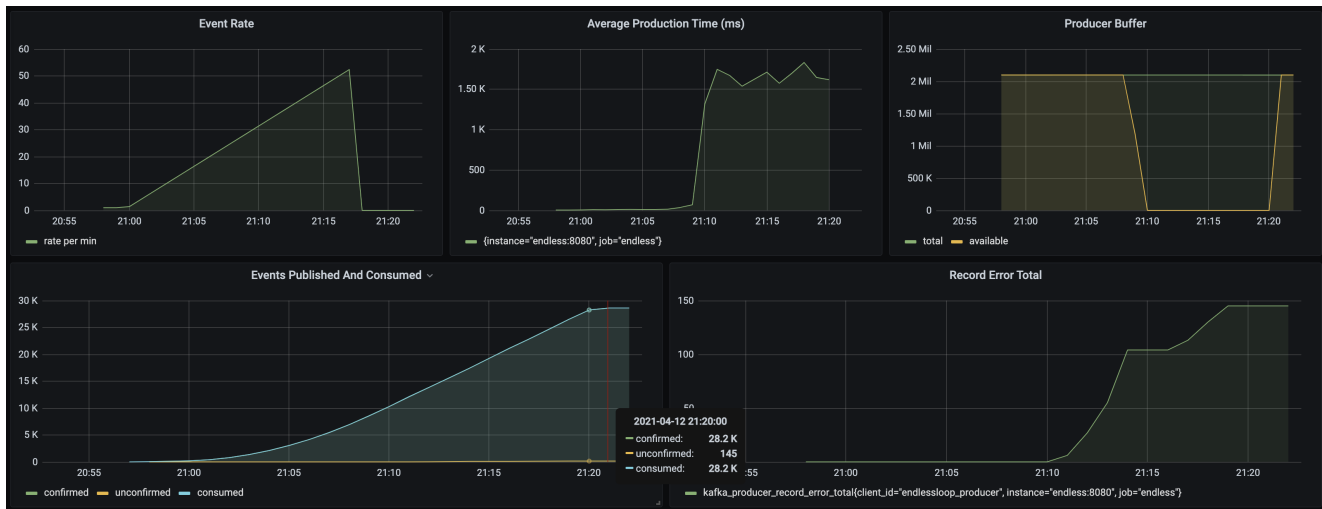 Event Rate
60
50
40
30
20
10
0
20:55 21:00 21:05 21:10 21:15 21:20
rate per min
Average Production Time (ms)
2 K
1.50 K
1 K
500
0
20:55 21:00 21:05 21:10 21:15 21:20
{instance="endless:8080", job="endless"}
Producer Buffer
2.50 Mil
2 Mil
1.50 Mil
1 Mil
500 K
0
20:55 21:00 21:05 21:10 21:15 21:20
total available
Events Published And Consumed
30 K
25 K
20 K
15 K
10 K
5 K
0
20:55 21:00 21:05 21:10 21:15 21:20
confirmed unconfirmed consumed
2021-04-12 21:20:00
confirmed: 28.2 K
unconfirmed: 145
consumed: 28.2 K
Record Error Total
150
100
50
:55 21:00 21:05 21:10 21:15 21:20
kafka_producer_record_error_total{client_id="endlessloop_producer", instance="endless:8080", job="endless"}